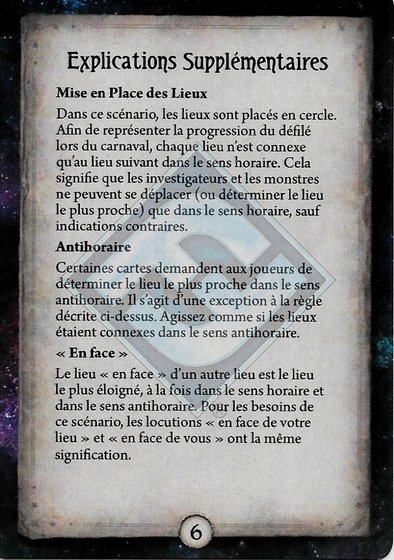 Explications Supplémentaires
Mise en Place des Lieux
Dans ce scénario, les lieux sont placés en cercle.
Afin de représenter la progression du défilé
lors du carnaval, chaque lieu n'est connexe
qu'au lieu suivant dans le sens horaire. Cela
signifie que les investigateurs et les monstres
ne peuvent se déplacer (ou déterminer le lieu
le plus proche) que dans le sens horaire, sauf
indications contraires.
Antihoraire
Certaines cartes demandent aux joueurs de
déterminer le lieu le plus proche dans le sens
antihoraire. Il s'agit d'une exception à la règle
décrite ci-dessus. Agissez comme si les lieux
étaient connexes dans le sens antihoraire.
« En face »
Le lieu « en face » d'un autre lieu est le lieu
le plus éloigné, à la fois dans le sens horaire et
dans le sens antihoraire. Pour les besoins de
ce scénario, les locutions « en face de votre
lieu » et « en face de vous » ont la même
signification.
6